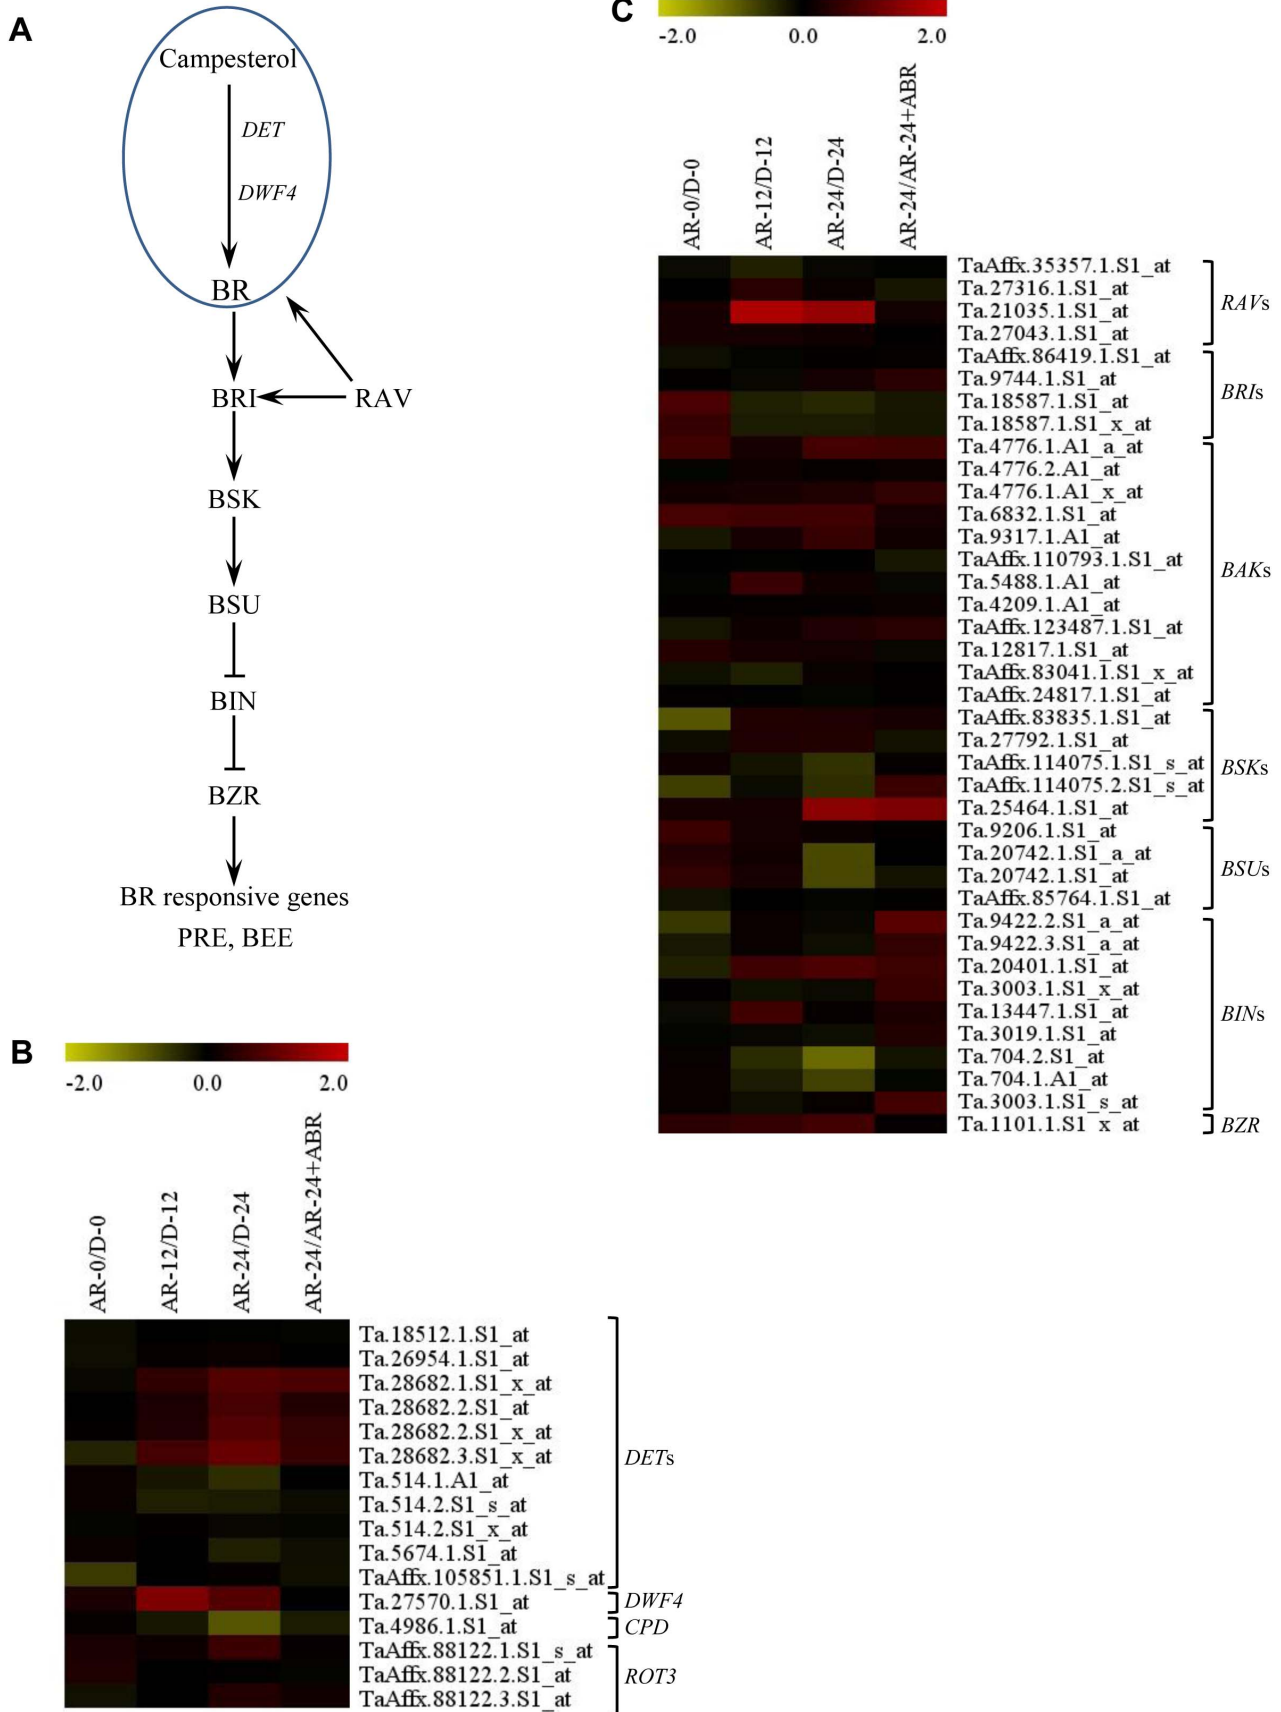 A
Campesterol
DET
DWF4
BR
BRI
RAV
BSK
BSU
BIN
BZR
BR responsive genes
PRE, BEE
B
-2.0 0.0 2.0
AR-0/D-0
AR-12/D-12
AR-24/D-24
AR-24/AR-24+ABR
Ta.18512.1.S1_at
Ta.26954.1.S1_at
Ta.28682.1.S1_x_at
Ta.28682.2.S1_at
Ta.28682.2.S1_x_at
Ta.28682.3.S1_x_at
Ta.514.1.A1_at
Ta.514.2.S1_s_at
Ta.514.2.S1_x_at
Ta.5674.1.S1_at
TaAffx.105851.1.S1_s_at
Ta.27570.1.S1_at
Ta.4986.1.S1_at
TaAffx.88122.1.S1_s_at
TaAffx.88122.2.S1_at
TaAffx.88122.3.S1_at
DETs
DWF4
CPD
ROT3
C
-2.0 0.0 2.0
AR-0/D-0
AR-12/D-12
AR-24/D-24
AR-24/AR-24+ABR
TaAffx.35357.1.S1_at
Ta.27316.1.S1_at
Ta.21035.1.S1_at
Ta.27043.1.S1_at
TaAffx.86419.1.S1_at
Ta.9744.1.S1_at
Ta.18587.1.S1_at
Ta.18587.1.S1_x_at
Ta.4776.1.A1_a_at
Ta.4776.2.A1_at
Ta.4776.1.A1_x_at
Ta.6832.1.S1_at
Ta.9317.1.A1_at
TaAffx.110793.1.S1_at
Ta.5488.1.A1_at
Ta.4209.1.A1_at
TaAffx.123487.1.S1_at
Ta.12817.1.S1_at
TaAffx.83041.1.S1_x_at
TaAffx.24817.1.S1_at
TaAffx.83835.1.S1_at
Ta.27792.1.S1_at
TaAffx.114075.1.S1_s_at
TaAffx.114075.2.S1_s_at
Ta.25464.1.S1_at
Ta.9206.1.S1_at
Ta.20742.1.S1_a_at
Ta.20742.1.S1_at
TaAffx.85764.1.S1_at
Ta.9422.2.S1_a_at
Ta.9422.3.S1_a_at
Ta.20401.1.S1_at
Ta.3003.1.S1_x_at
Ta.13447.1.S1_at
Ta.3019.1.S1_at
Ta.704.2.S1_at
Ta.704.1.A1_at
Ta.3003.1.S1_s_at
Ta.1101.1.S1 x at
RAVs
BRIs
BAKs
BSKs
BSUs
BINs
BZR